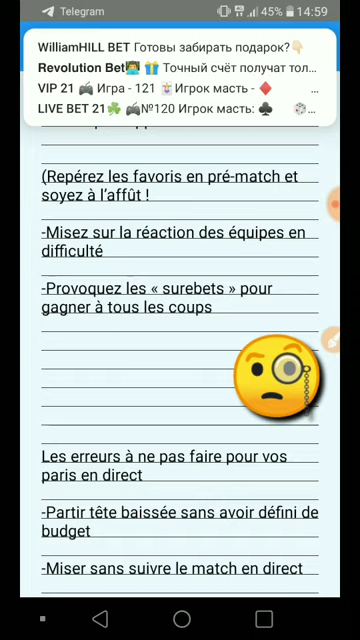 Telegram 45% 14:59
WilliamHILL BET Готовы забирать подарок?
Revolution Bet Точный счёт получат тол...
VIP 21 Игра - 121 Игрок масть - ♦ ...
LIVE BET 21 №120 Игрок масть: ♣ ...
(Repérez les favoris en pré-match et
soyez à l'affût !
-Misez sur la réaction des équipes en
difficulté
-Provoquez les « surebets » pour
gagner à tous les coups
Les erreurs à ne pas faire pour vos
paris en direct
-Partir tête baissée sans avoir défini de
budget
-Miser sans suivre le match en direct